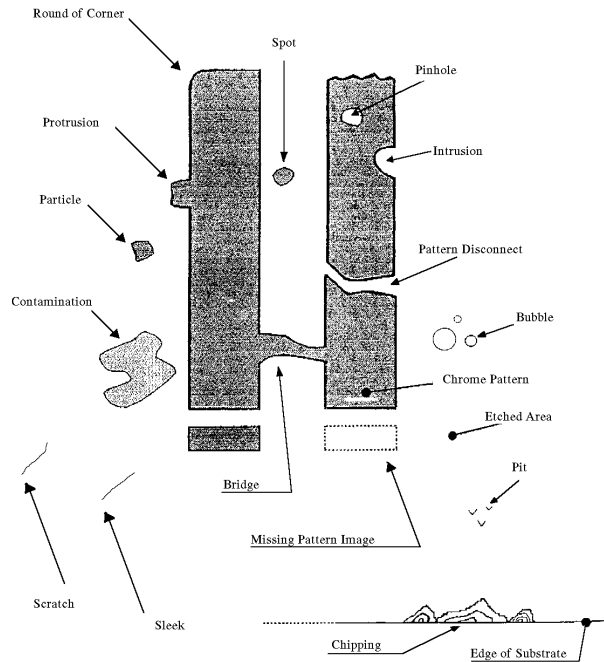 Round of Corner
Spot
Pinhole
Protrusion
Intrusion
Particle
Pattern Disconnect
Contamination
Bubble
Chrome Pattern
Etched Area
Bridge
Pit
Missing Pattern Image
Scratch
Sleek
Chipping
Edge of Substrate